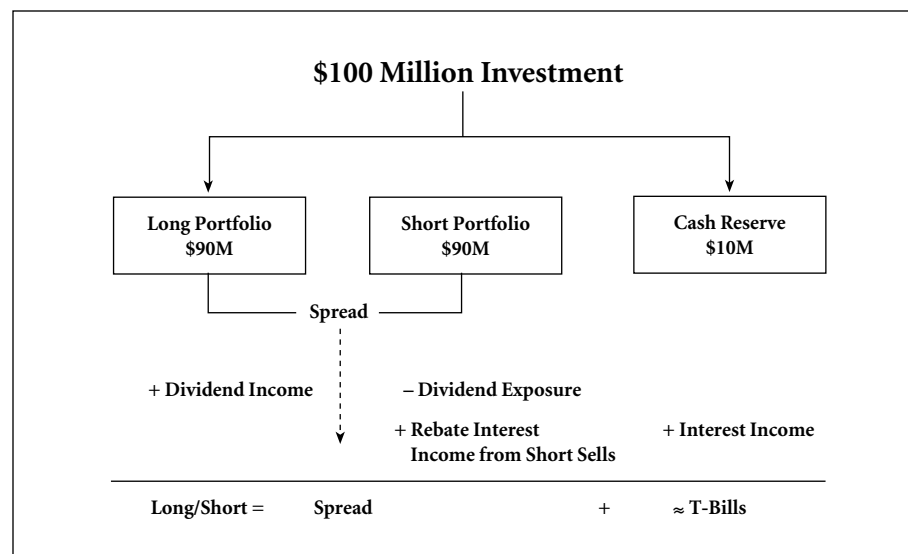 $100 Million Investment
Long Portfolio
$90M
Short Portfolio
$90M
Cash Reserve
$10M
Spread
+ Dividend Income
– Dividend Exposure
+ Rebate Interest
Income from Short Sells
+ Interest Income
Long/Short = Spread + ≈ T-Bills